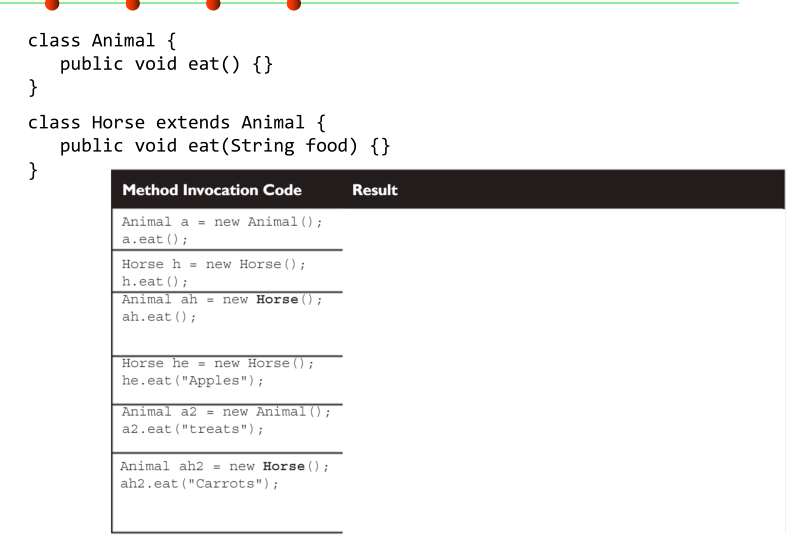 class Animal {
public void eat() {}
}
class Horse extends Animal {
public void eat(String food) {}
}
Method Invocation Code Result
Animal a = new Animal();
a.eat();
Horse h = new Horse();
h.eat();
Animal ah = new Horse();
ah.eat();
Horse he = new Horse();
he.eat("Apples");
Animal a2 = new Animal();
a2.eat("treats");
Animal ah2 = new Horse();
ah2.eat("Carrots");